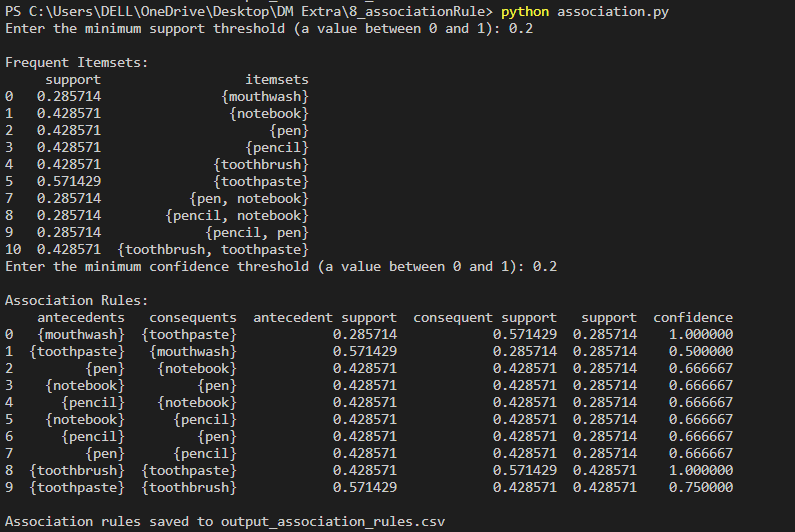 PS C:\Users\DELL\OneDrive\Desktop\DM Extra\8_associationRule> python association.py
Enter the minimum support threshold (a value between 0 and 1): 0.2
Frequent Itemsets:
support itemsets
0 0.285714 {mouthwash}
1 0.428571 {notebook}
2 0.428571 {pen}
3 0.428571 {pencil}
4 0.428571 {toothbrush}
5 0.571429 {toothpaste}
7 0.285714 {pen, notebook}
8 0.285714 {pencil, notebook}
9 0.285714 {pencil, pen}
10 0.428571 {toothbrush, toothpaste}
Enter the minimum confidence threshold (a value between 0 and 1): 0.2
Association Rules:
antecedents consequents antecedent support consequent support support confidence
0 {mouthwash} {toothpaste} 0.285714 0.571429 0.285714 1.000000
1 {toothpaste} {mouthwash} 0.571429 0.285714 0.285714 0.500000
2 {pen} {notebook} 0.428571 0.428571 0.285714 0.666667
3 {notebook} {pen} 0.428571 0.428571 0.285714 0.666667
4 {pencil} {notebook} 0.428571 0.428571 0.285714 0.666667
5 {notebook} {pencil} 0.428571 0.428571 0.285714 0.666667
6 {pencil} {pen} 0.428571 0.428571 0.285714 0.666667
7 {pen} {pencil} 0.428571 0.428571 0.285714 0.666667
8 {toothbrush} {toothpaste} 0.428571 0.571429 0.428571 1.000000
9 {toothpaste} {toothbrush} 0.571429 0.428571 0.428571 0.750000
Association rules saved to output_association_rules.csv